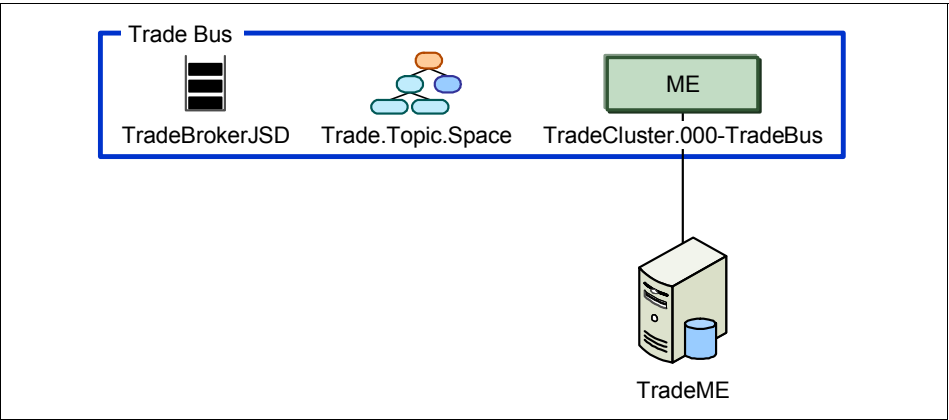 Trade Bus
ME
TradeBrokerJSD
Trade.Topic.Space
TradeCluster.000-TradeBus
TradeME